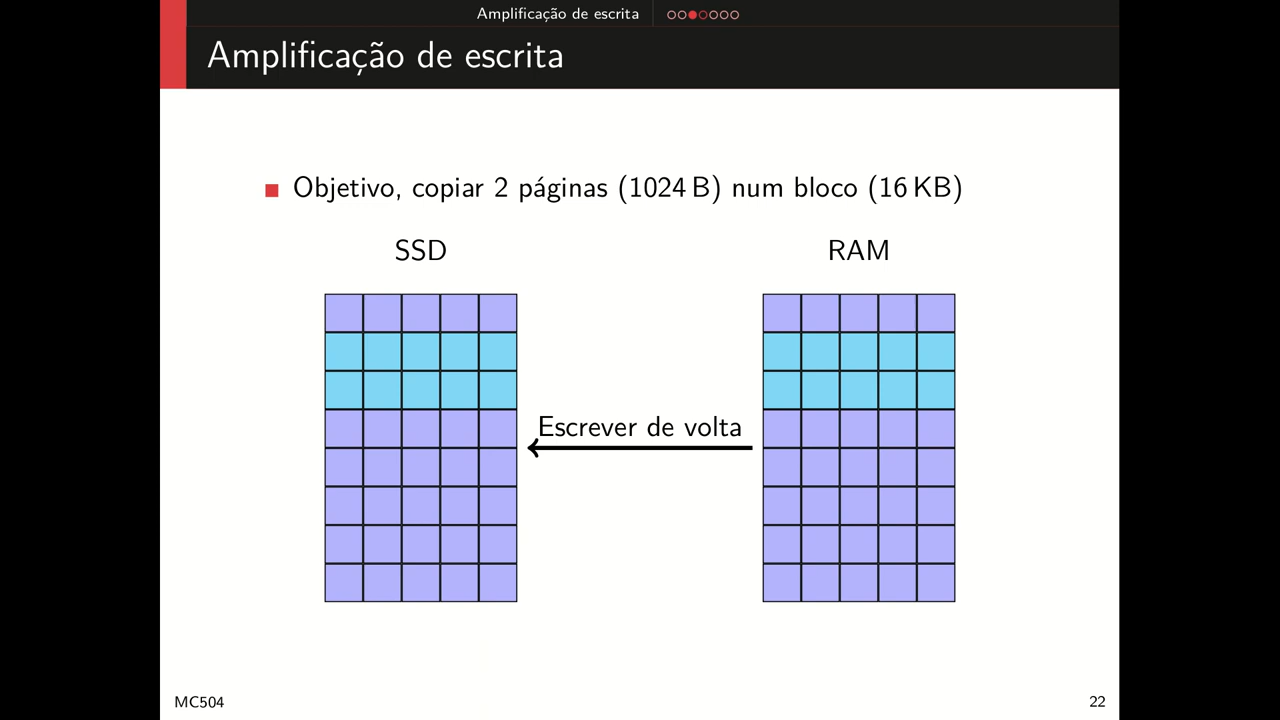 Amplificação de escrita
Amplificação de escrita
Objetivo, copiar 2 páginas (1024 B) num bloco (16 KB)
SSD
RAM
Escrever de volta
MC504
22